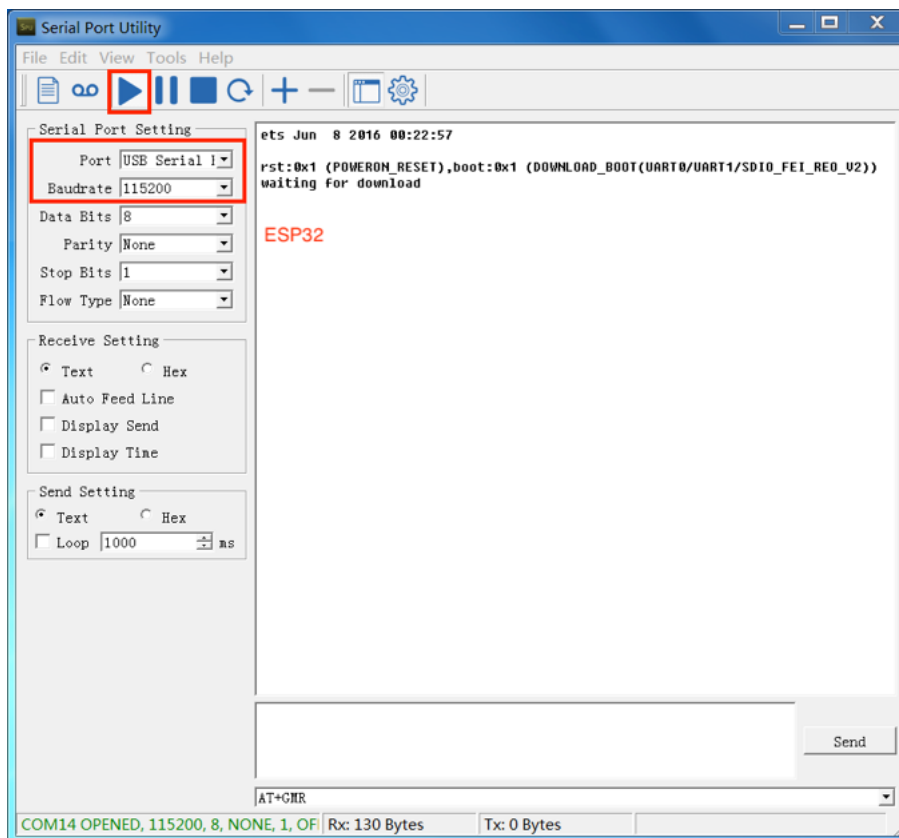 Serial Port Utility
File Edit View Tools Help
Serial Port Setting
Port USB Serial
Baudrate 115200
Data Bits 8
Parity None
Stop Bits 1
Flow Type None
Receive Setting
Text Hex
Auto Feed Line
Display Send
Display Time
Send Setting
Text Hex
Loop 1000 ms
ets Jun 8 2016 00:22:57
rst:0x1 (POWERON_RESET),boot:0x1 (DOWNLOAD_BOOT(UART0/UART1/SDIO_FEI_REO_V2))
waiting for download
ESP32
Send
AT+GMR
COM14 OPENED, 115200, 8, NONE, 1, OF
Rx: 130 Bytes
Tx: 0 Bytes